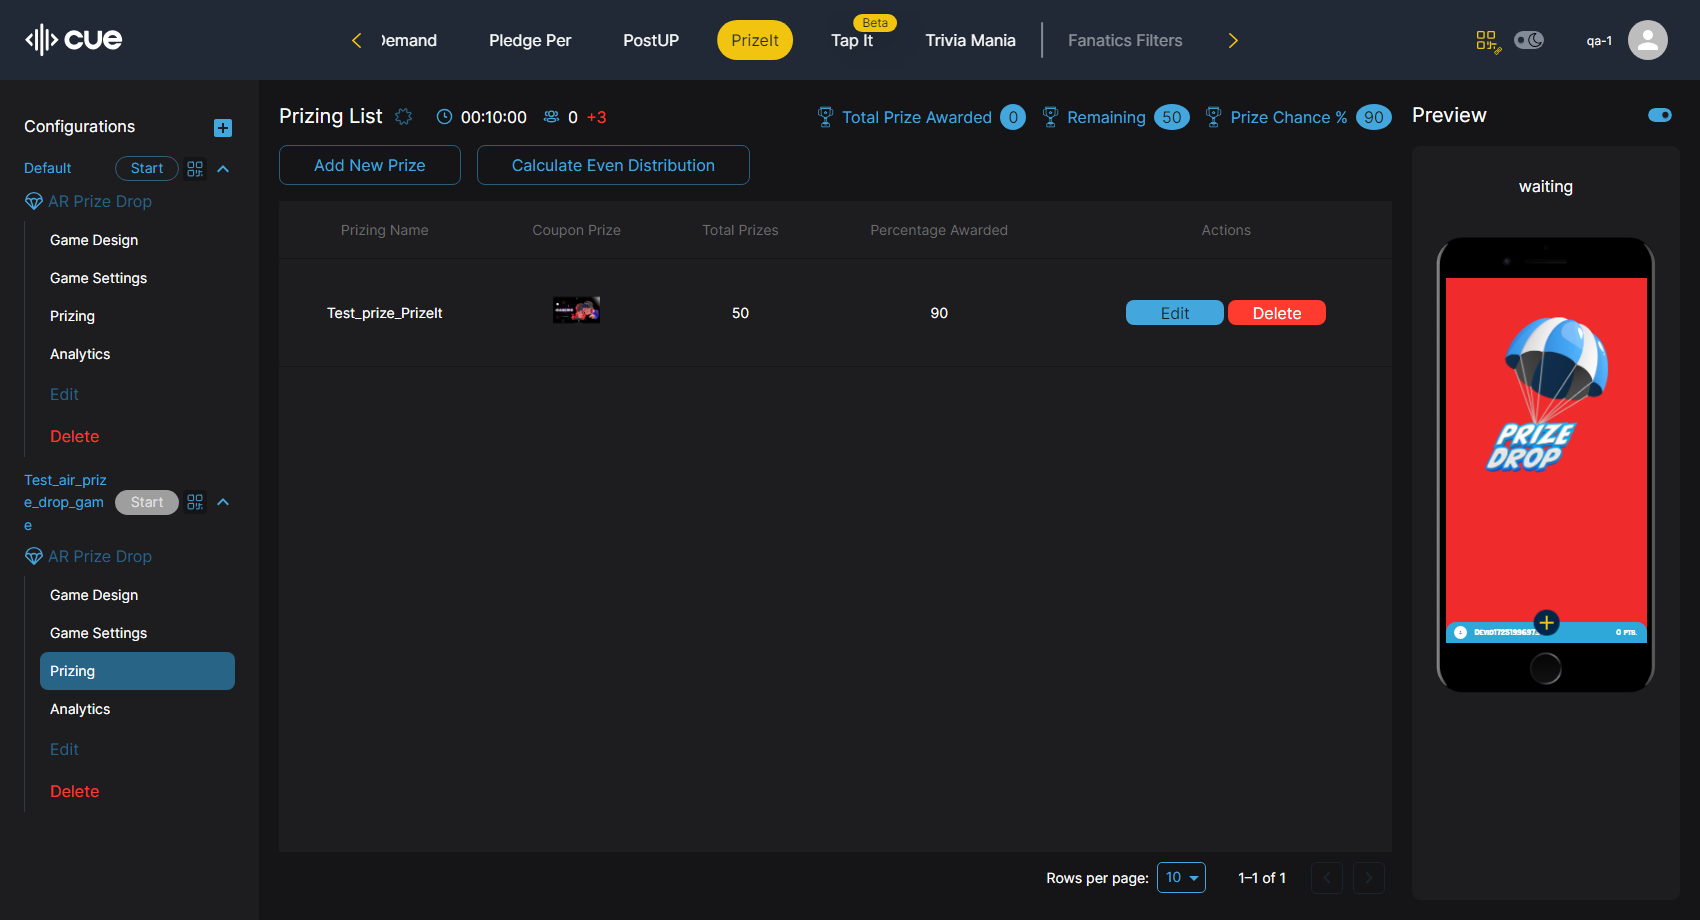 cue
Demand
Pledge Per
PostUP
PrizeIt
Beta
Tap It
Trivia Mania
Fanatics Filters
qa-1
Configurations
Default
Start
AR Prize Drop
Game Design
Game Settings
Prizing
Analytics
Edit
Delete
Test_air_priz
e_drop_gam
e
Start
AR Prize Drop
Game Design
Game Settings
Prizing
Analytics
Edit
Delete
Prizing List
00:10:00
0 +3
Total Prize Awarded 0
Remaining 50
Prize Chance % 90
Add New Prize
Calculate Even Distribution
Prizing Name
Coupon Prize
Total Prizes
Percentage Awarded
Actions
Test_prize_PrizeIt
50
90
Edit
Delete
Rows per page: 10
1–1 of 1
Preview
waiting
PRIZE
DROP
0 PTS.